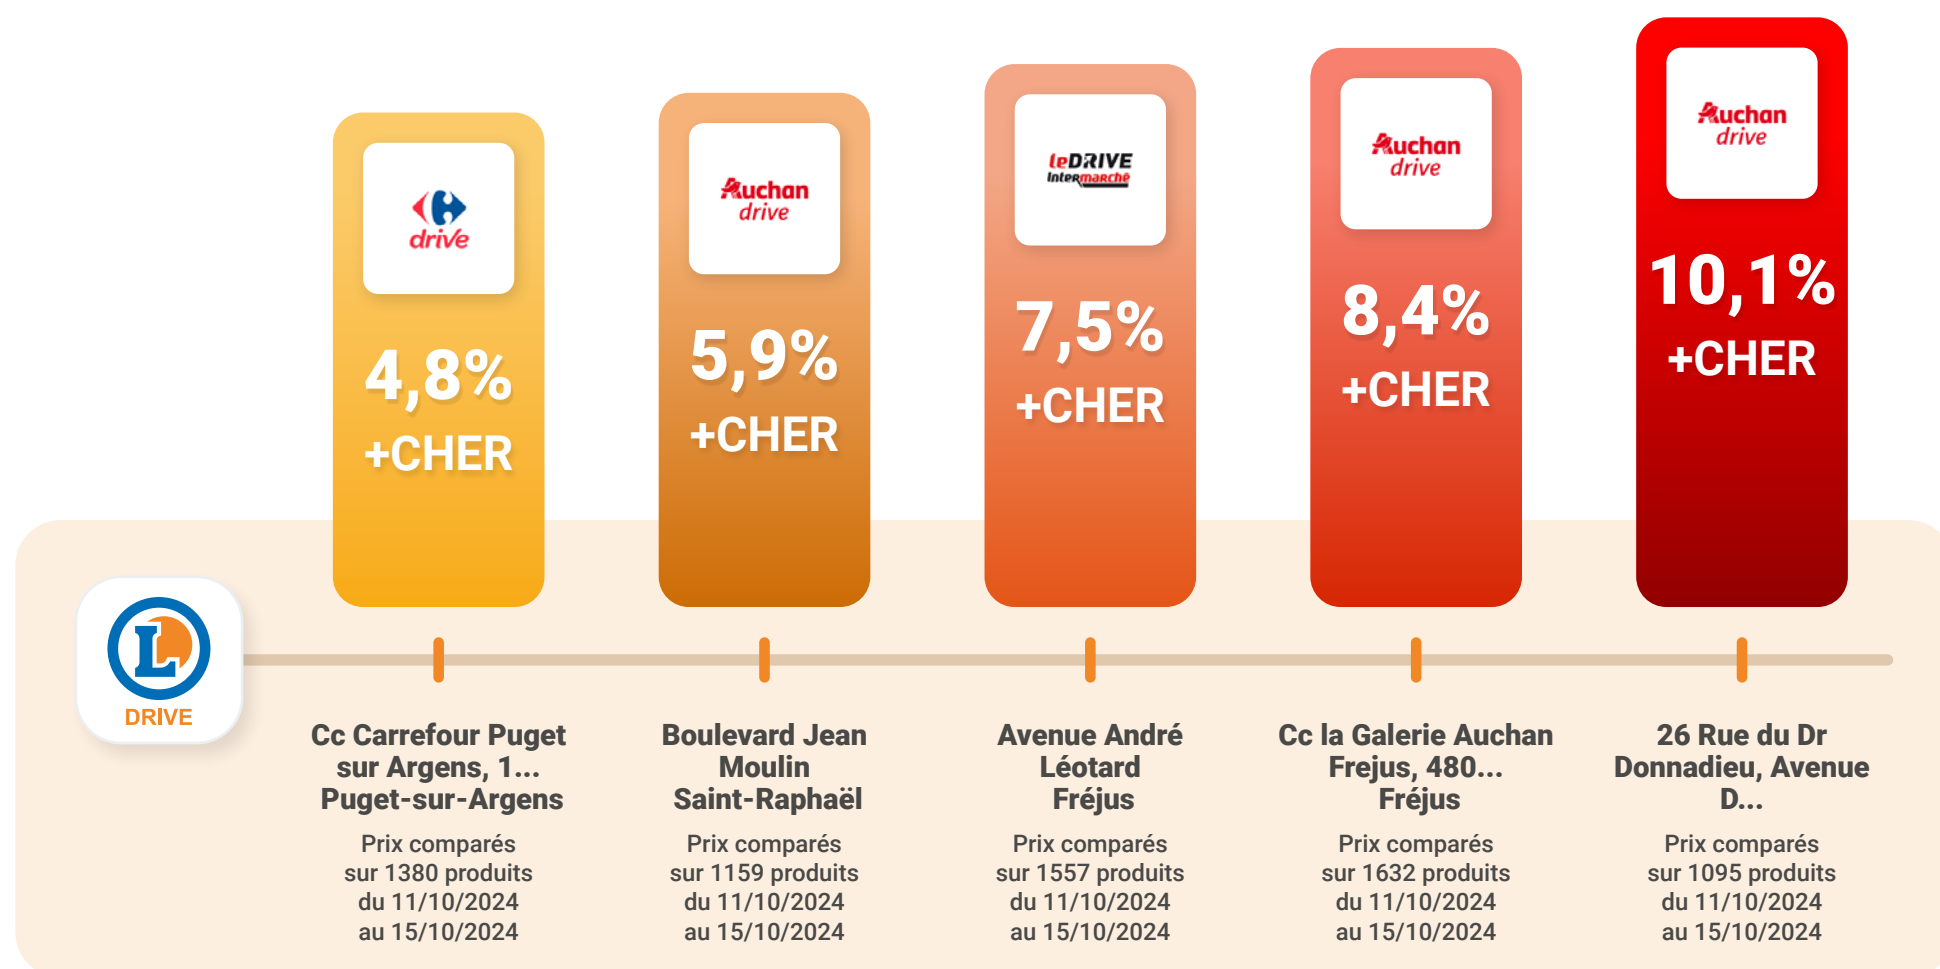 drive
4,8%
+CHER
Auchan
drive
5,9%
+CHER
leDRIVE
Intermarché
7,5%
+CHER
Auchan
drive
8,4%
+CHER
Auchan
drive
10,1%
+CHER
L
DRIVE
Cc Carrefour Puget
sur Argens, 1...
Puget-sur-Argens
Prix comparés
sur 1380 produits
du 11/10/2024
au 15/10/2024
Boulevard Jean
Moulin
Saint-Raphaël
Prix comparés
sur 1159 produits
du 11/10/2024
au 15/10/2024
Avenue André
Léotard
Fréjus
Prix comparés
sur 1557 produits
du 11/10/2024
au 15/10/2024
Cc la Galerie Auchan
Frejus, 480...
Fréjus
Prix comparés
sur 1632 produits
du 11/10/2024
au 15/10/2024
26 Rue du Dr
Donnadieu, Avenue
D...
Prix comparés
sur 1095 produits
du 11/10/2024
au 15/10/2024